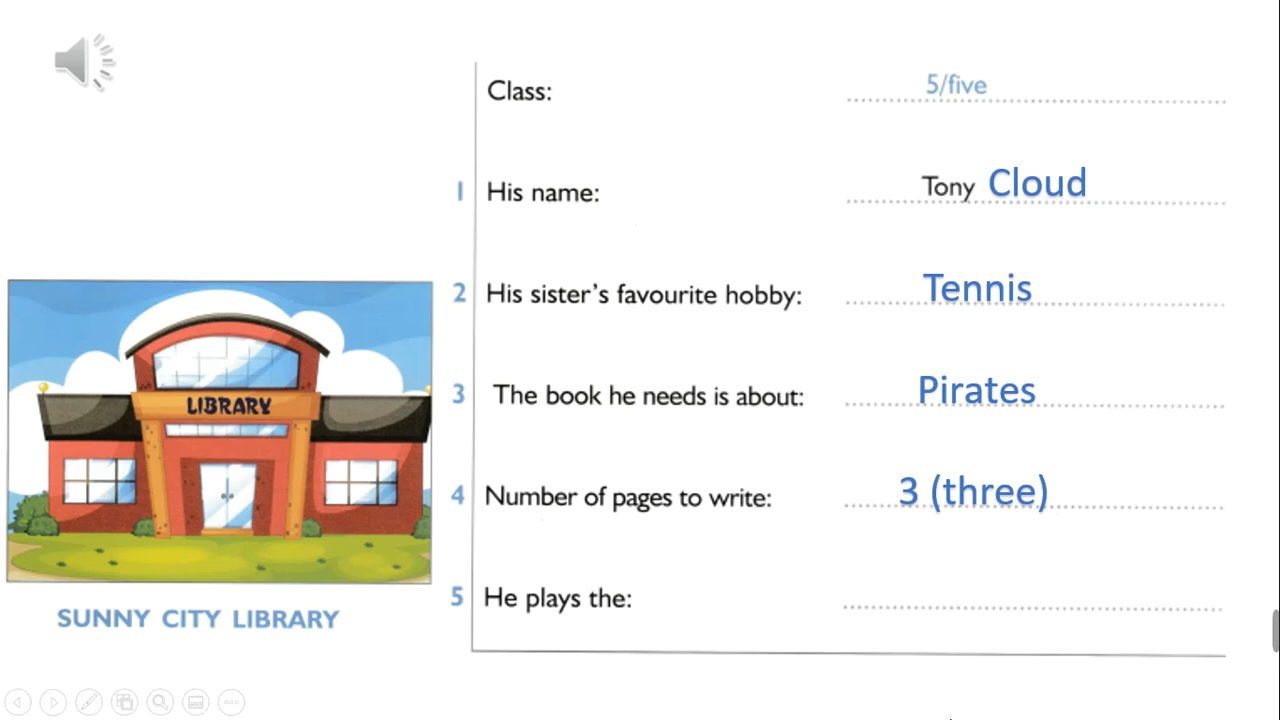 Class: 5/five
1 His name: Tony Cloud
2 His sister's favourite hobby: Tennis
3 The book he needs is about: Pirates
4 Number of pages to write: 3 (three)
5 He plays the:
LIBRARY
SUNNY CITY LIBRARY